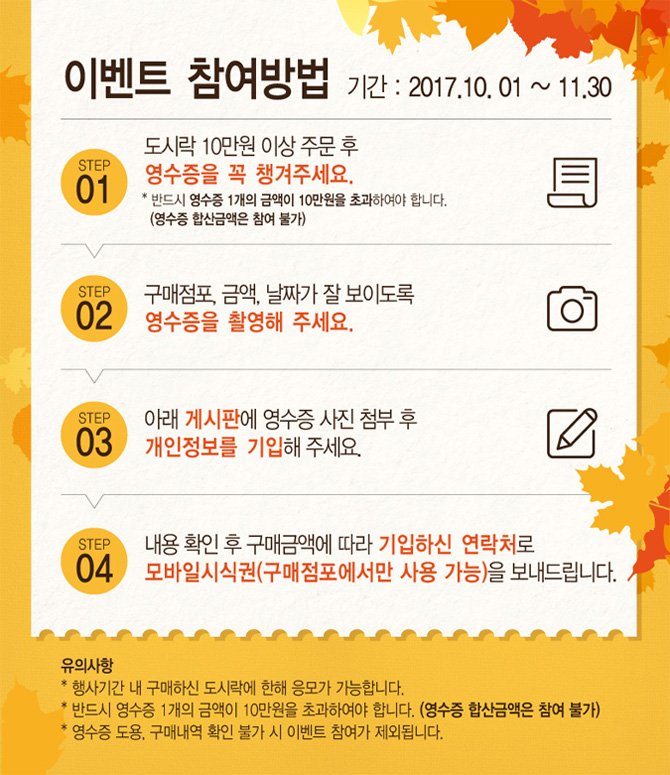 이벤트 참여방법 기간 : 2017.10. 01 ~ 11.30
STEP
01
도시락 10만원 이상 주문 후
영수증을 꼭 챙겨주세요.
* 반드시 영수증 1개의 금액이 10만원을 초과하여야 합니다.
(영수증 합산금액은 참여 불가)
STEP
02
구매점포, 금액, 날짜가 잘 보이도록
영수증을 촬영해 주세요.
STEP
03
아래 게시판에 영수증 사진 첨부 후
개인정보를 기입해 주세요.
STEP
04
내용 확인 후 구매금액에 따라 기입하신 연락처로
모바일시식권(구매점포에서만 사용 가능)을 보내드립니다.
유의사항
* 행사기간 내 구매하신 도시락에 한해 응모가 가능합니다.
* 반드시 영수증 1개의 금액이 10만원을 초과하여야 합니다. (영수증 합산금액은 참여 불가)
* 영수증 도용, 구매내역 확인 불가 시 이벤트 참여가 제외됩니다.